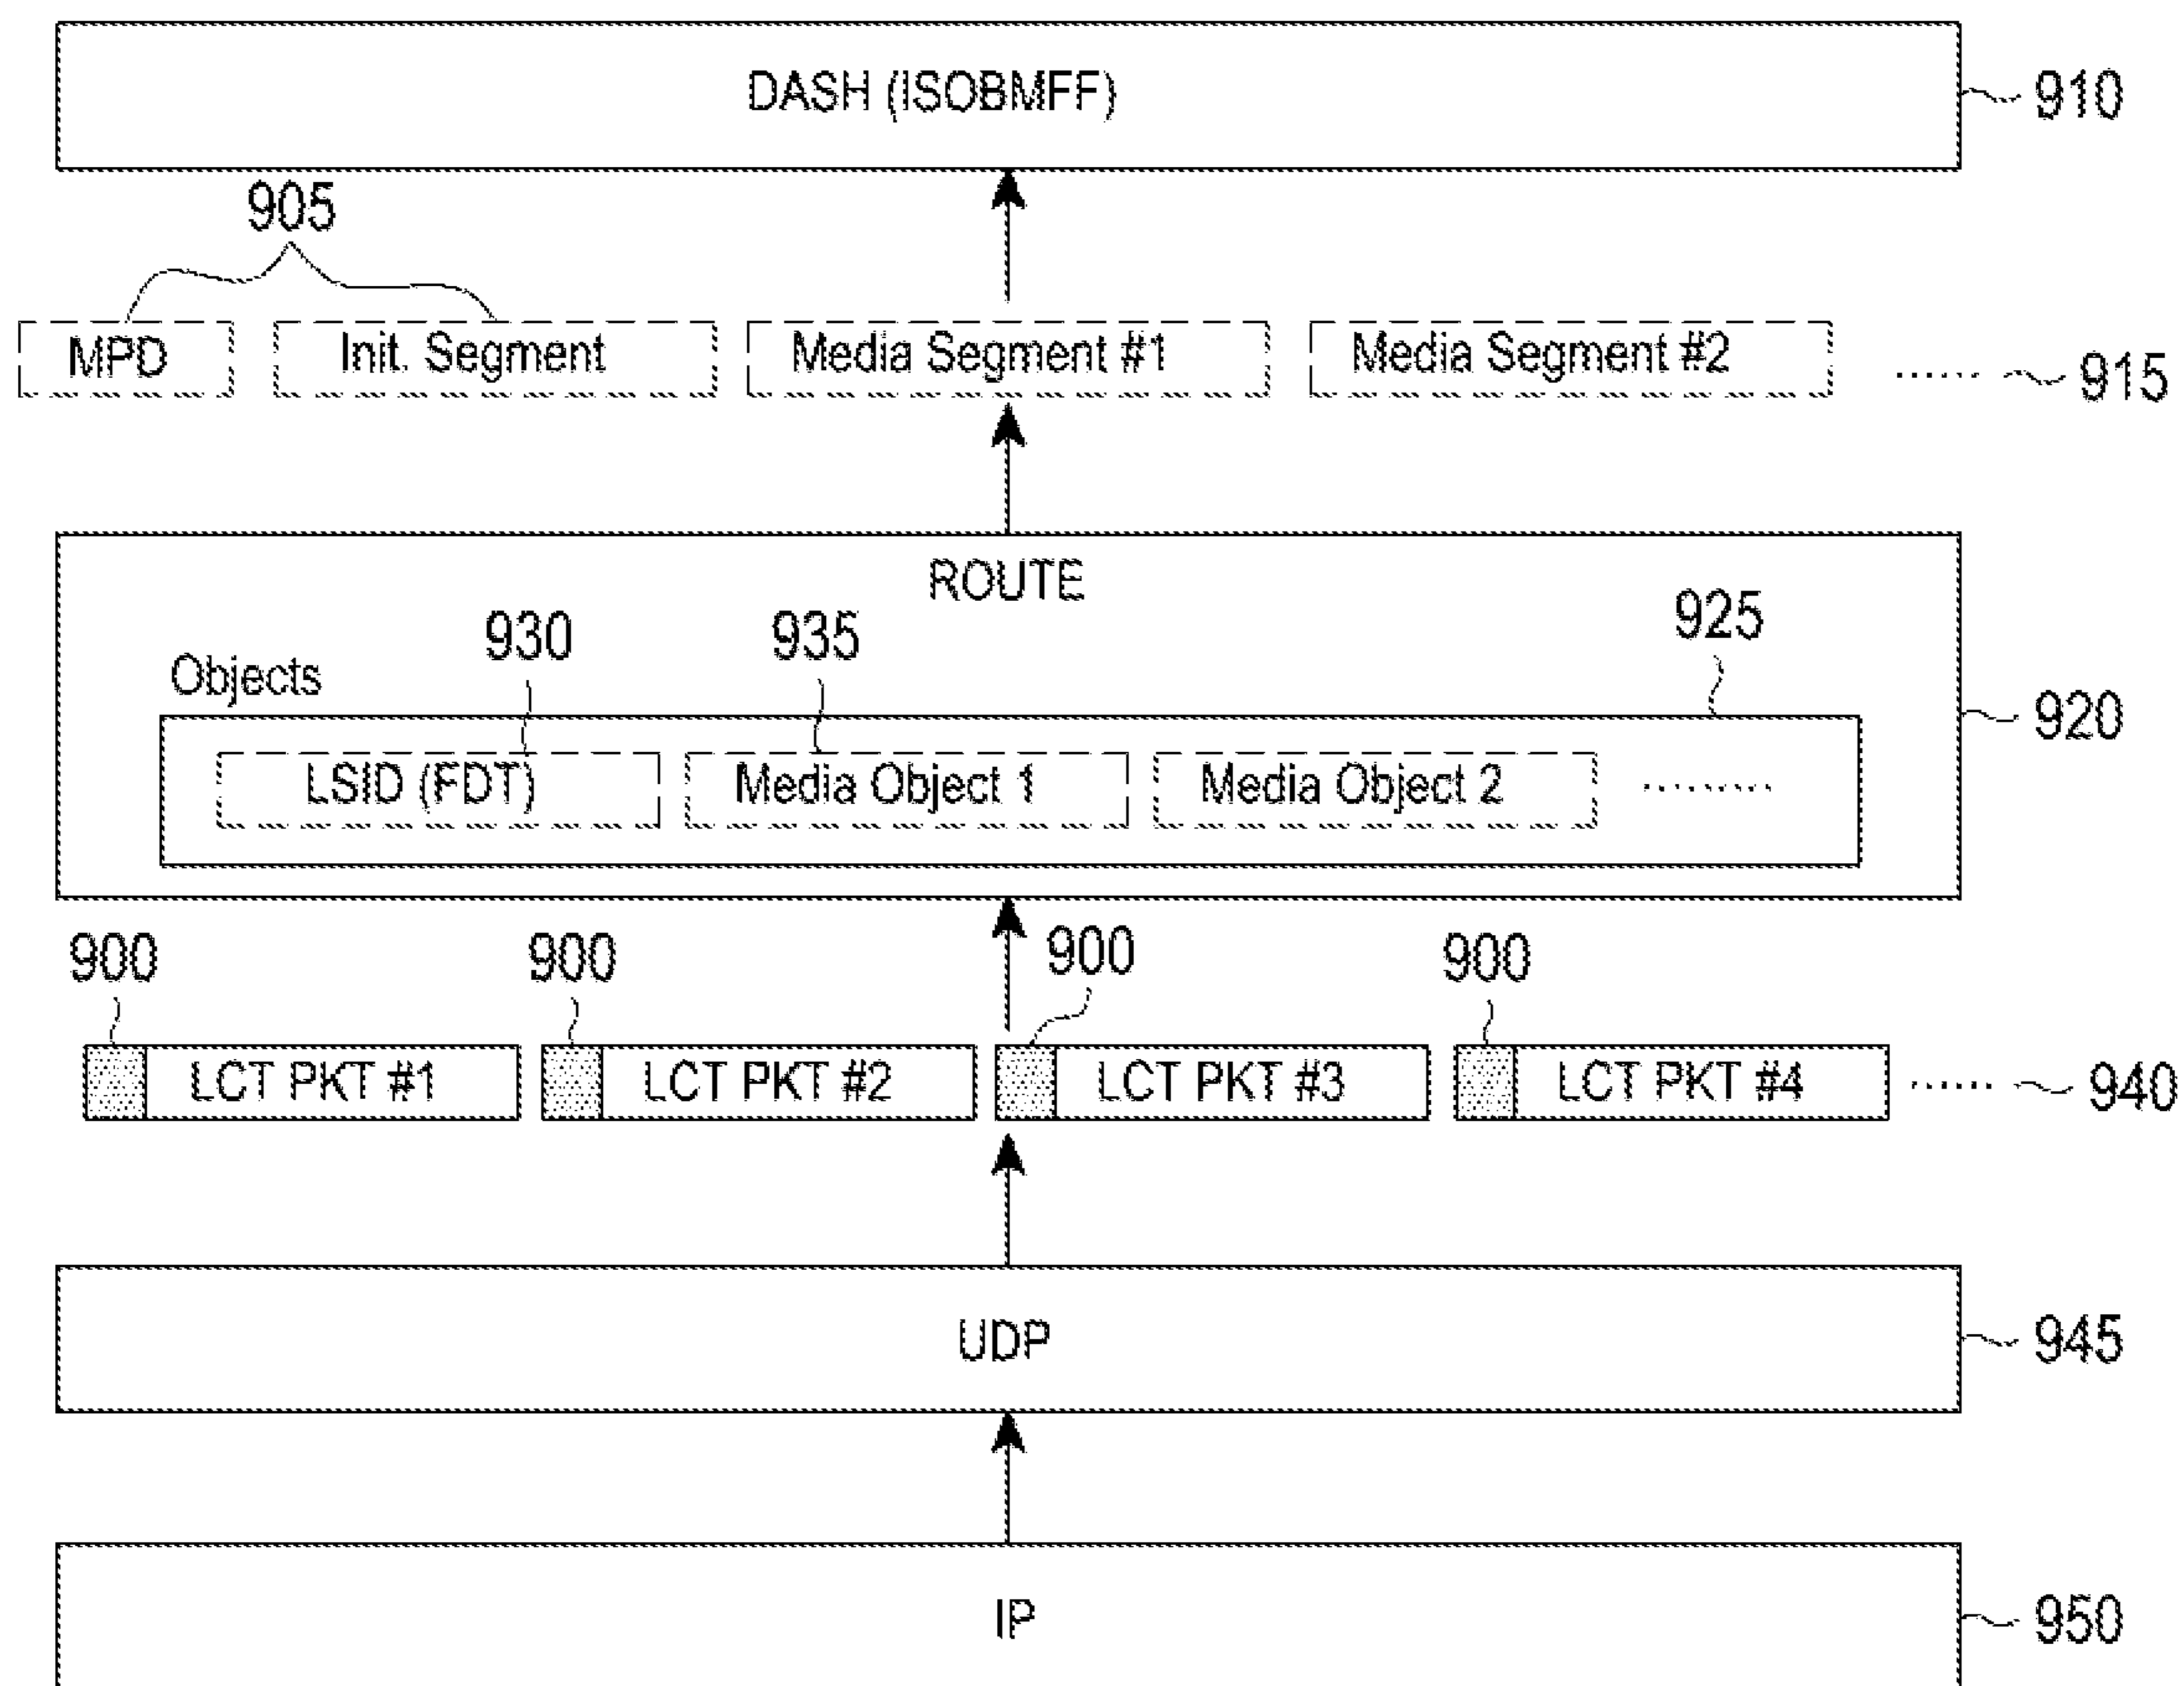 DASH (ISOBMFF)
910
905
MPD
Init. Segment
Media Segment #1
Media Segment #2
...... 915
ROUTE
930
935
925
Objects
920
LSID (FDT)
Media Object 1
Media Object 2
.........
900
900
900
900
LCT PKT #1
LCT PKT #2
LCT PKT #3
LCT PKT #4
...... 940
UDP
945
IP
950